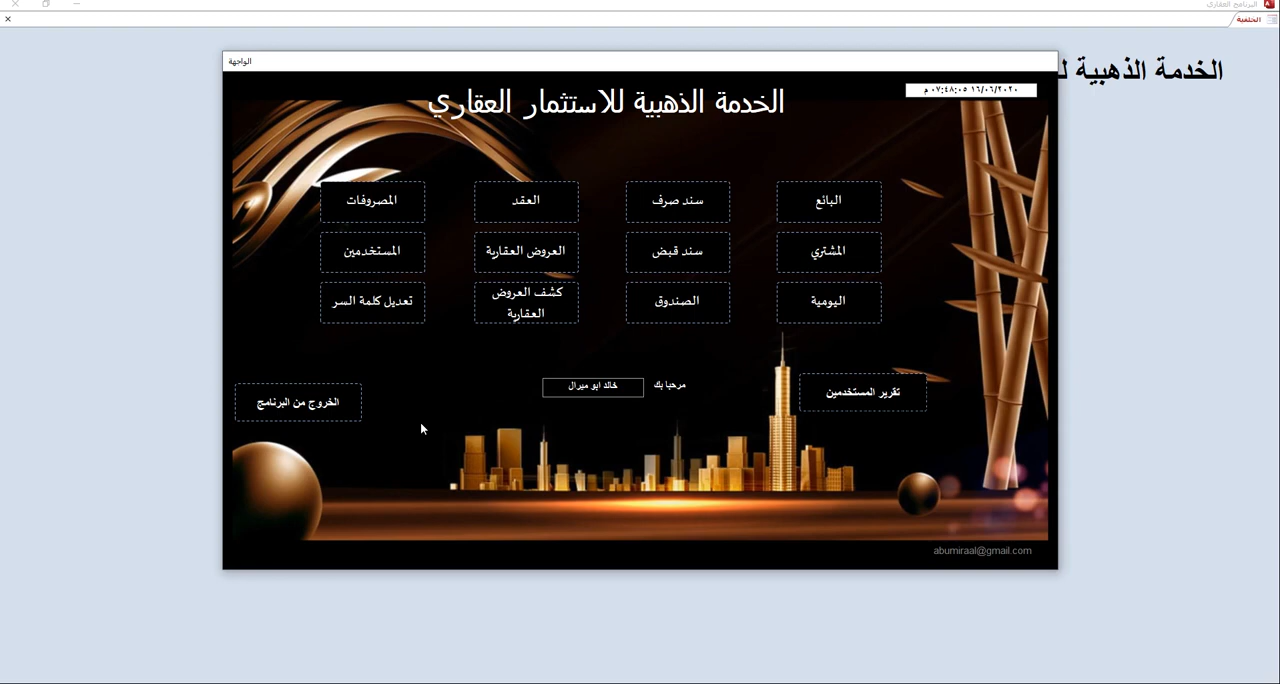 البرنامج العقاري
الخلفية
الخدمة الذهبية لل
الواجهة
١٦/٠٦/٢٠٢٠ ٠٧:٤٨:٠٥ م
الخدمة الذهبية للاستثمار العقاري
البائع
سند صرف
العقد
المصروفات
المشتري
سند قبض
العروض العقارية
المستخدمين
اليومية
الصندوق
كشف العروض
العقارية
تعديل كلمة السر
مرحبا بك
خالد ابو ميرال
تقرير المستخدمين
الخروج من البرنامج
abumiraal@gmail.com